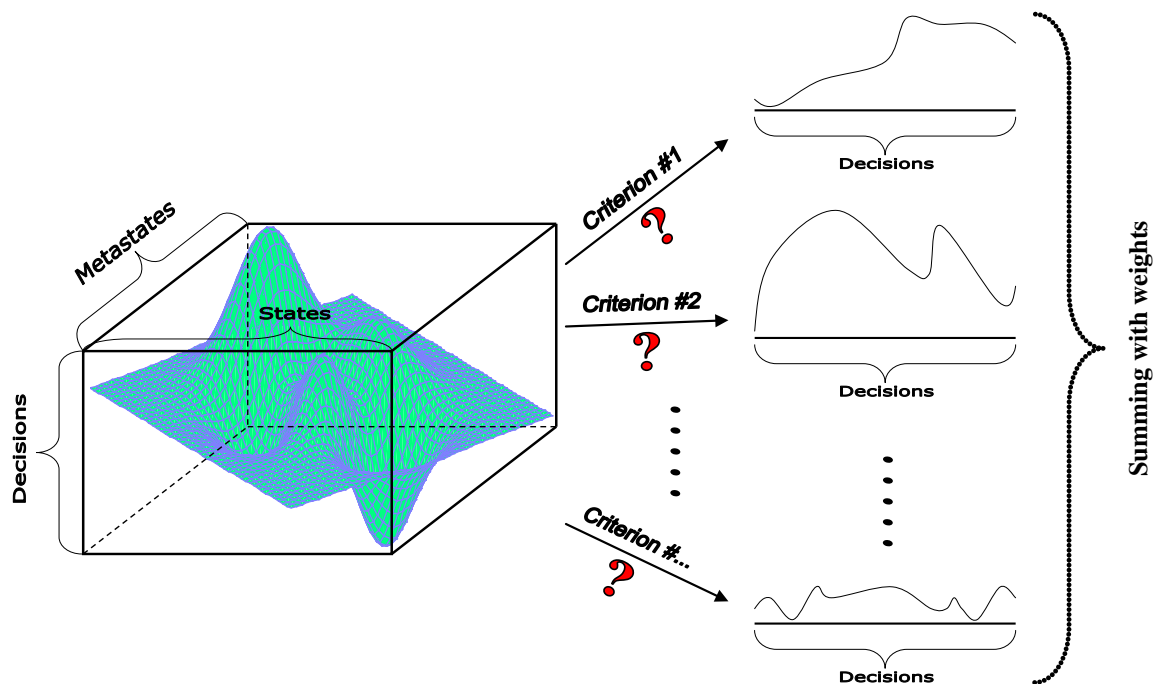 Metastates
States
Decisions
Criterion #1
?
Criterion #2
?
Criterion #...
?
Decisions
Decisions
Decisions
Summing with weights